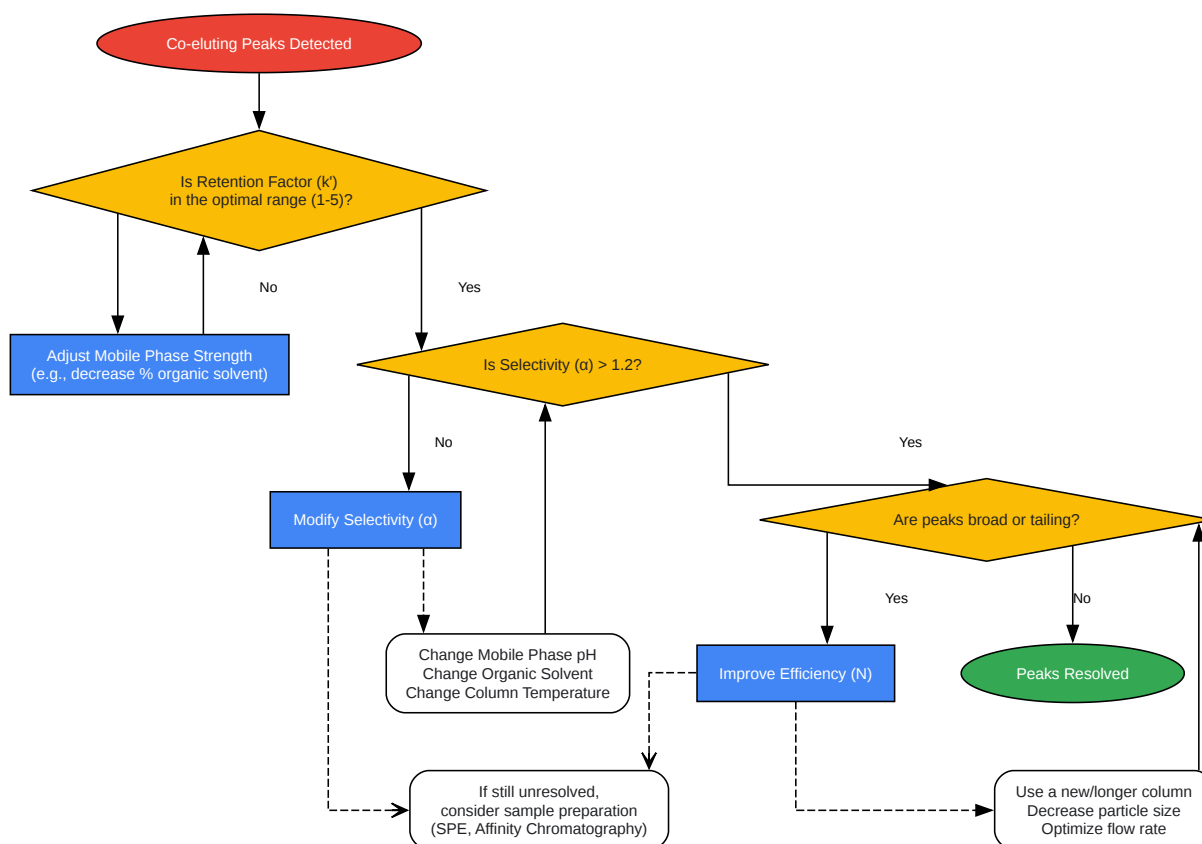 Co-eluting Peaks Detected
Is Retention Factor (k')
in the optimal range (1-5)?
No
Yes
Adjust Mobile Phase Strength
(e.g., decrease % organic solvent)
Is Selectivity (α) > 1.2?
No
Yes
Modify Selectivity (α)
Are peaks broad or tailing?
Yes
No
Change Mobile Phase pH
Change Organic Solvent
Change Column Temperature
Improve Efficiency (N)
Peaks Resolved
If still unresolved,
consider sample preparation
(SPE, Affinity Chromatography)
Use a new/longer column
Decrease particle size
Optimize flow rate